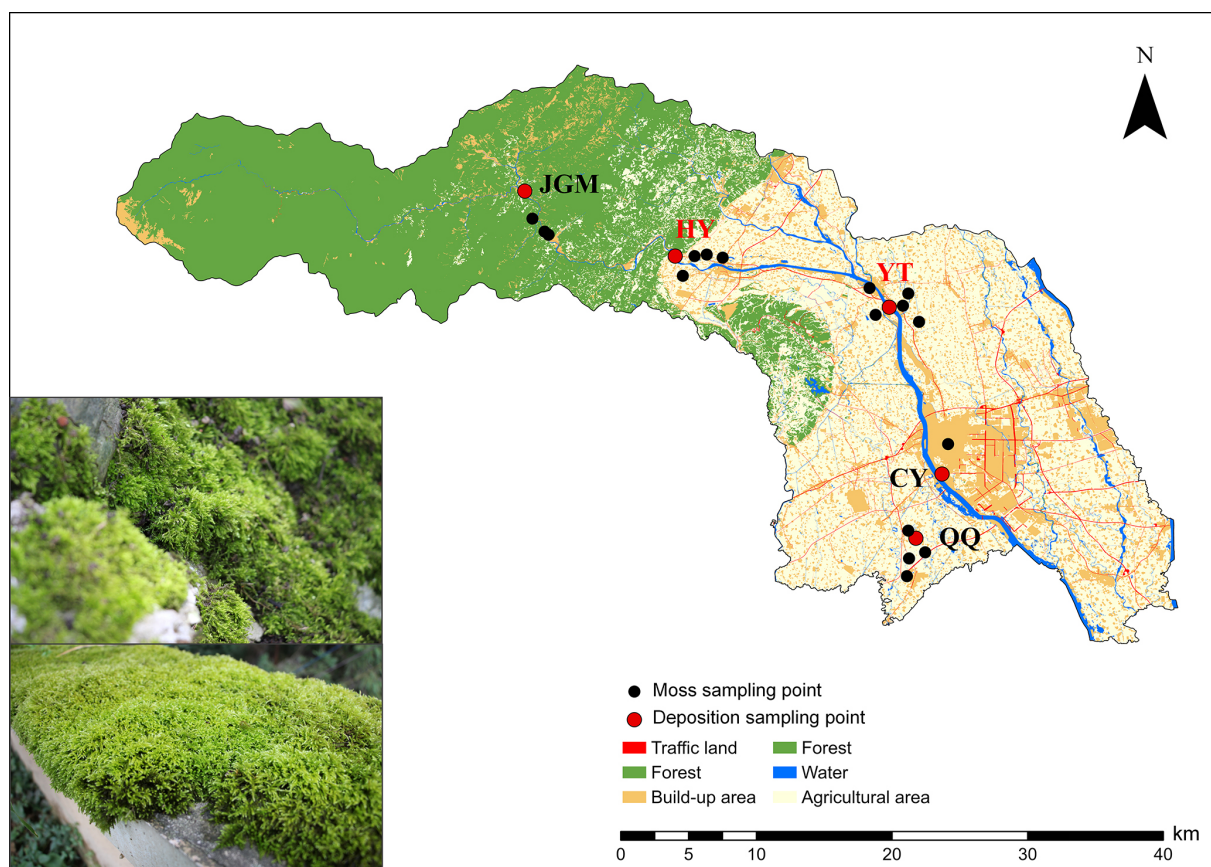 N
JGM
HY
YT
CY
QQ
Moss sampling point
Deposition sampling point
Traffic land Forest
Forest Water
Build-up area Agricultural area
km
0 5 10 20 30 40